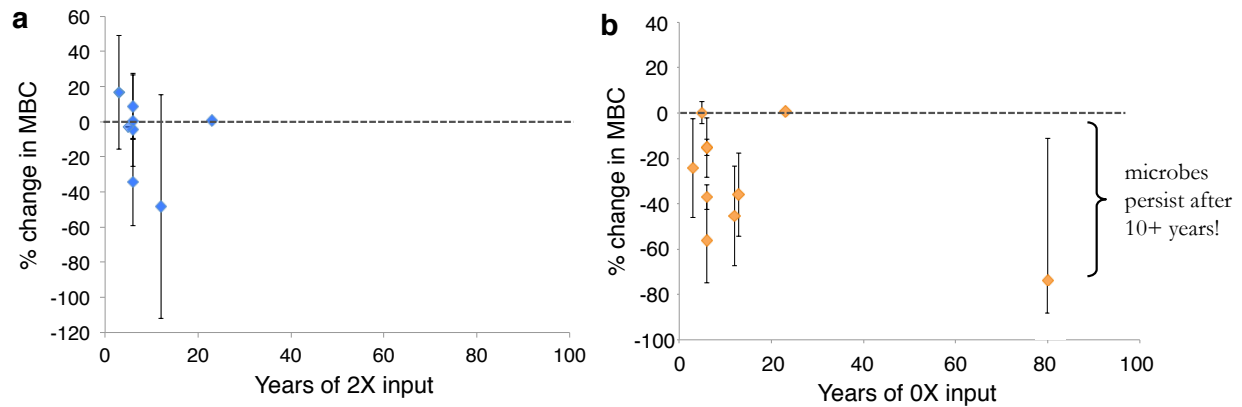 a
60
40
20
0
-20
-40
-60
-80
-100
-120
% change in MBC
0 20 40 60 80 100
Years of 2X input
b
40
20
0
-20
-40
-60
-80
-100
% change in MBC
0 20 40 60 80 100
Years of 0X input
microbes
persist after
10+ years!